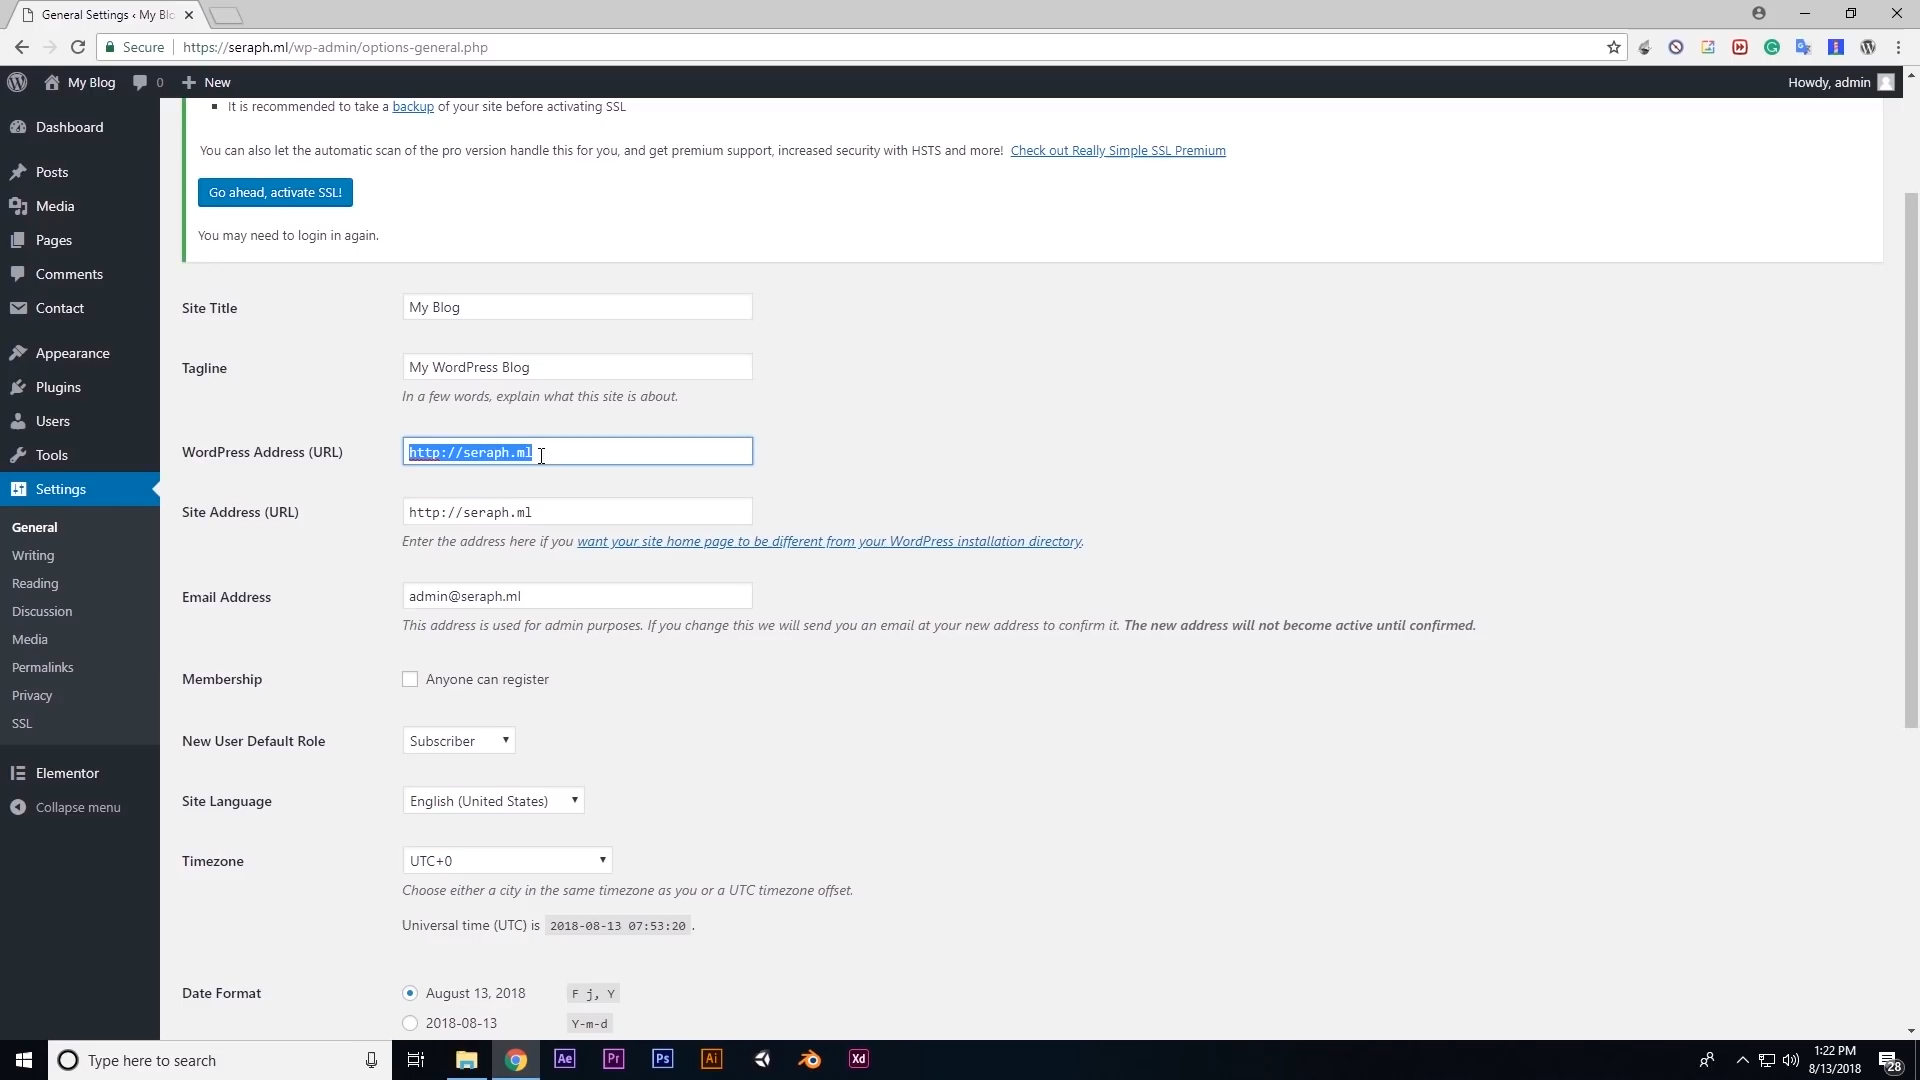 General Settings ‹ My Blo
Secure
https://seraph.ml/wp-admin/options-general.php
My Blog
0
New
Howdy, admin
Dashboard
Posts
Media
Pages
Comments
Contact
Appearance
Plugins
Users
Tools
Settings
General
Writing
Reading
Discussion
Media
Permalinks
Privacy
SSL
Elementor
Collapse menu
It is recommended to take a backup of your site before activating SSL
You can also let the automatic scan of the pro version handle this for you, and get premium support, increased security with HSTS and more! Check out Really Simple SSL Premium
Go ahead, activate SSL!
You may need to login in again.
Site Title
My Blog
Tagline
My WordPress Blog
In a few words, explain what this site is about.
WordPress Address (URL)
http://seraph.ml
Site Address (URL)
http://seraph.ml
Enter the address here if you want your site home page to be different from your WordPress installation directory.
Email Address
admin@seraph.ml
This address is used for admin purposes. If you change this we will send you an email at your new address to confirm it. The new address will not become active until confirmed.
Membership
Anyone can register
New User Default Role
Subscriber
Site Language
English (United States)
Timezone
UTC+0
Choose either a city in the same timezone as you or a UTC timezone offset.
Universal time (UTC) is 2018-08-13 07:53:20 .
Date Format
August 13, 2018
F j, Y
2018-08-13
Y-m-d
Type here to search
Ae
Pr
Ps
Ai
Xd
1:22 PM
8/13/2018
28